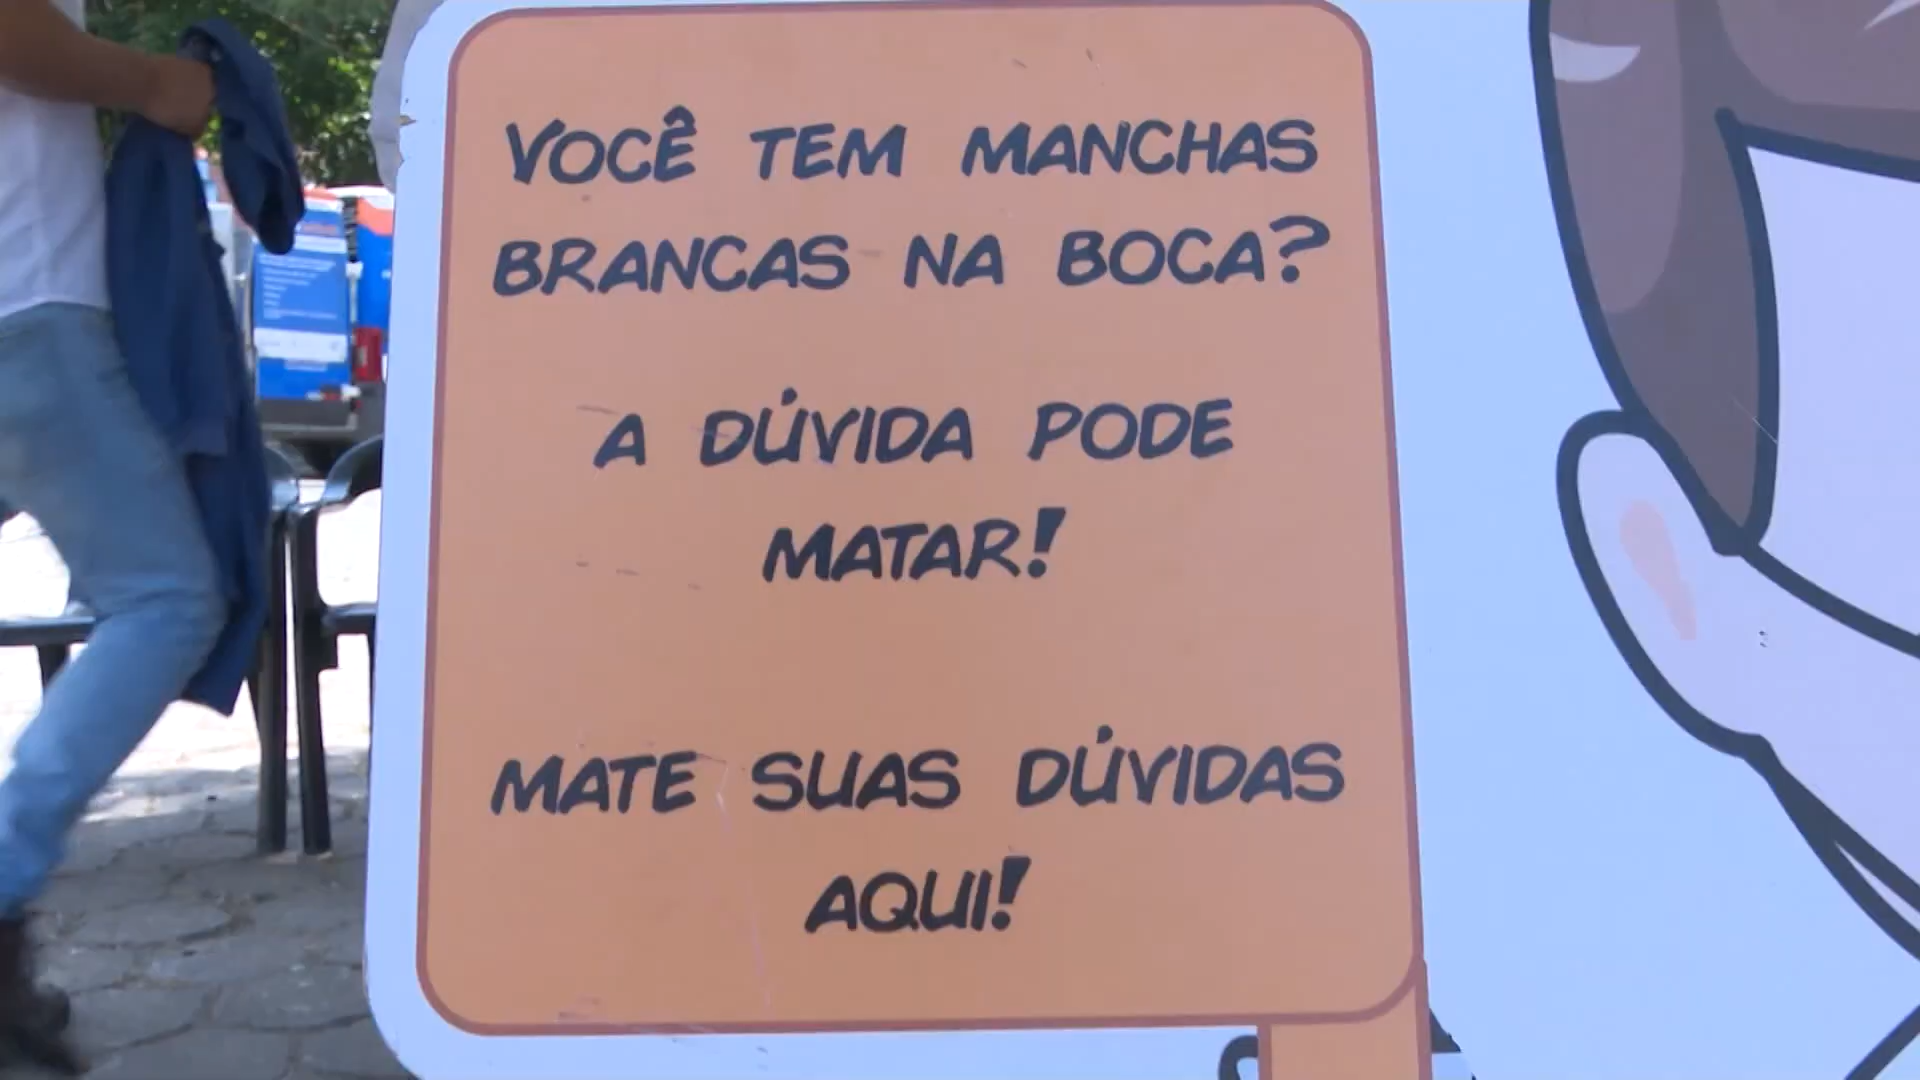 VOCÊ TEM MANCHAS
BRANCAS NA BOCA?
A DÚVIDA PODE
MATAR!
MATE SUAS DÚVIDAS
AQUI!